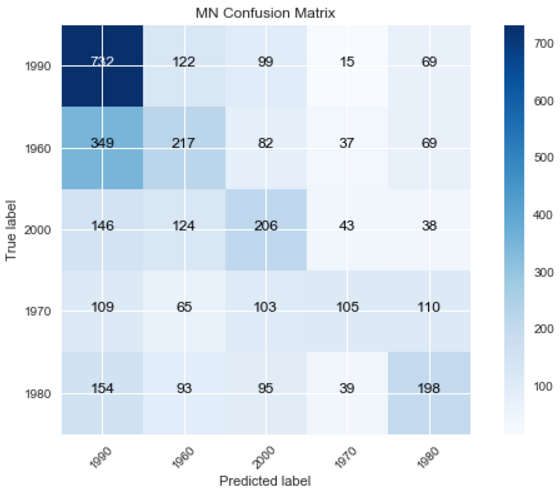 MN Confusion Matrix
1990 732 122 99 15 69
1960 349 217 82 37 69
2000 146 124 206 43 38
1970 109 65 103 105 110
1980 154 93 95 39 198
True label
1990 1960 2000 1970 1980
Predicted label
700
600
500
400
300
200
100